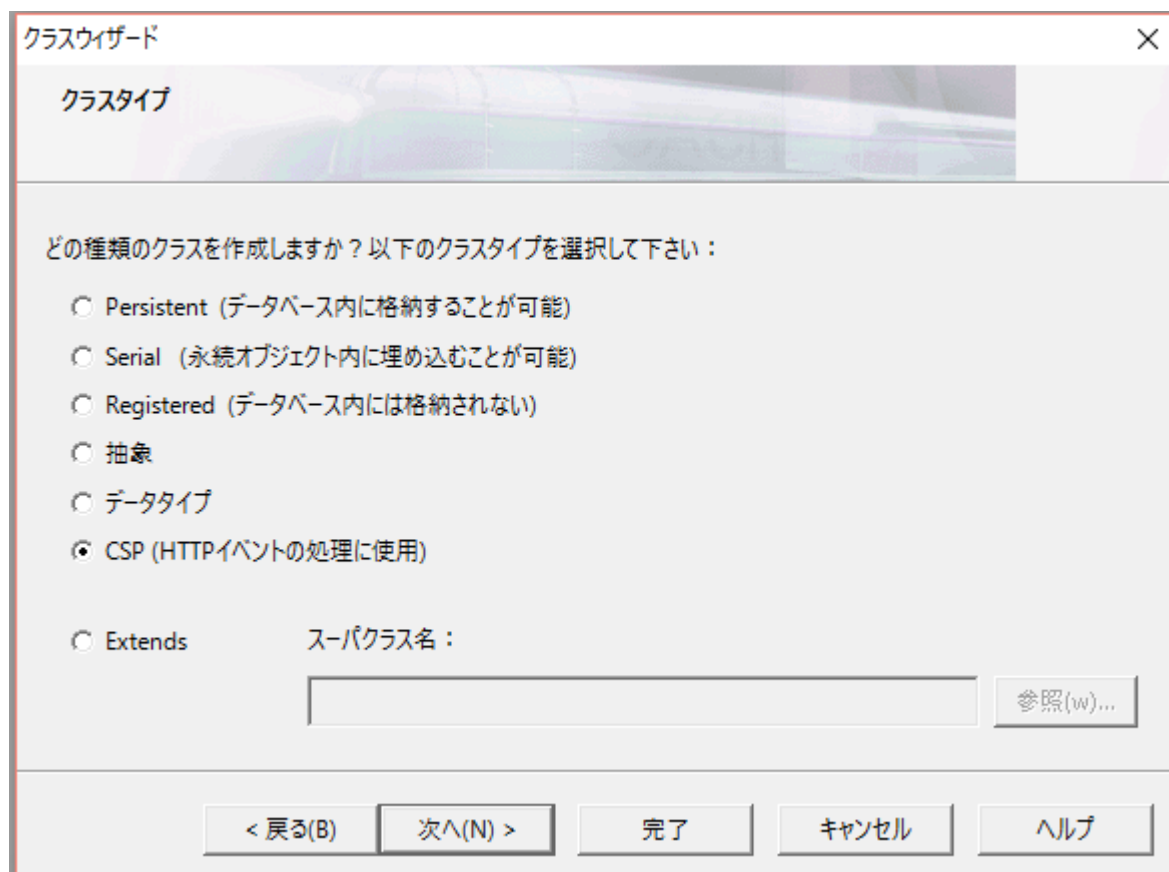 クラスウィザード
クラスタイプ
どの種類のクラスを作成しますか？以下のクラスタイプを選択して下さい：
Persistent (データベース内に格納することが可能)
Serial (永続オブジェクト内に埋め込むことが可能)
Registered (データベース内には格納されない)
抽象
データタイプ
CSP (HTTPイベントの処理に使用)
Extends スーパクラス名：
参照(w)...
< 戻る(B) 次へ(N) > 完了 キャンセル ヘルプ